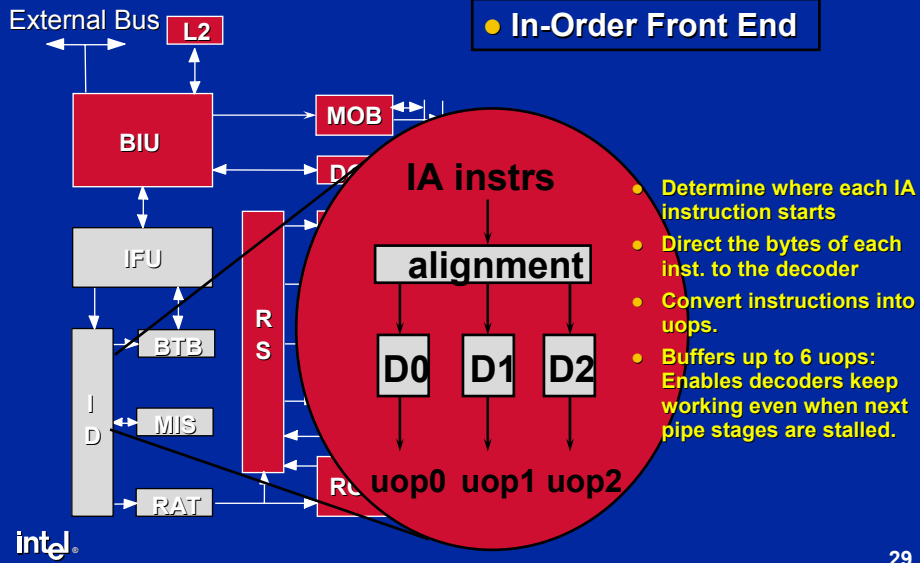 External Bus
L2
● In-Order Front End
BIU
MOB
IFU
BTB
R
S
I
D
MIS
RAT
IA instrs
alignment
D0 D1 D2
uop0 uop1 uop2
● Determine where each IA
instruction starts
● Direct the bytes of each
inst. to the decoder
● Convert instructions into
uops.
● Buffers up to 6 uops:
Enables decoders keep
working even when next
pipe stages are stalled.
intel®
29